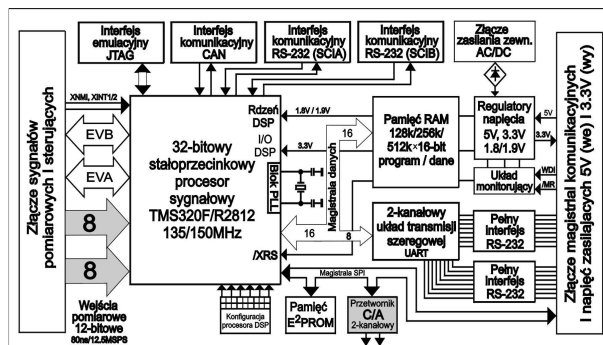 Interfejs
emulacyjny
JTAG
Interfejs
komunikacyjny
CAN
Interfejs
komunikacyjny
RS-232 (SCIA)
Interfejs
komunikacyjny
RS-232 (SCIB)
Złącze
zasilania zewn.
AC/DC
Złącze sygnałów
pomiarowych I sterujących
XNMI, XINT1/2
EVB
EVA
8
8
Wejścia
pomiarowe
12-bitowe
80ns/12.5MSPS
32-bitowy
stałoprzecinkowy
procesor
sygnałowy
TMS320F/R2812
135/150MHz
Rdzeń
DSP
I/O
DSP
Blok PLL
/XRS
1.8V / 1.9V
3.3V
16
Magistrala danych
16
8
Pamięć RAM
128k/256k/
512k×16-bit
program / dane
Regulatory
napięcia
5V, 3.3V
1.8/1.9V
5V
3.3V
Układ
monitorujący
WDI
/MR
2-kanałowy
układ transmisji
szeregowej
UART
Pełny
interfejs
RS-232
Pełny
interfejs
RS-232
Magistrala SPI
Konfiguracja
procesora DSP
Pamięć
E²PROM
Przetwornik
C/A
2-kanałowy
Złącze magistral komunikacyjnych
I napięć zasilających 5V (we) I 3.3V (wy)